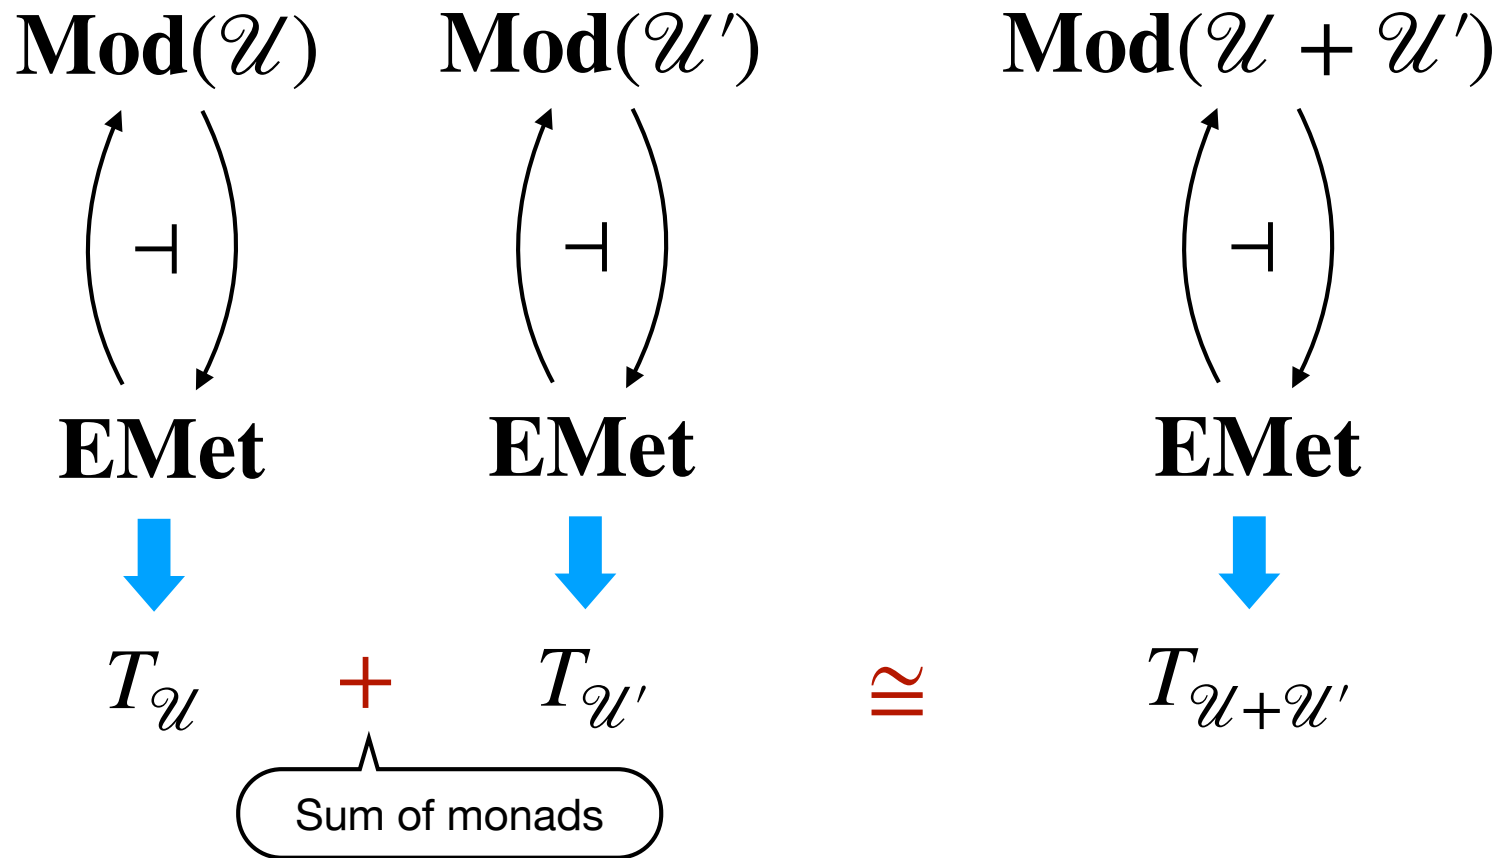 Mod(𝒰) Mod(𝒰′) Mod(𝒰 + 𝒰′)
⊣ ⊣ ⊣
EMet EMet EMet
T_𝒰 + T_𝒰′ ≅ T_𝒰+𝒰′
Sum of monads